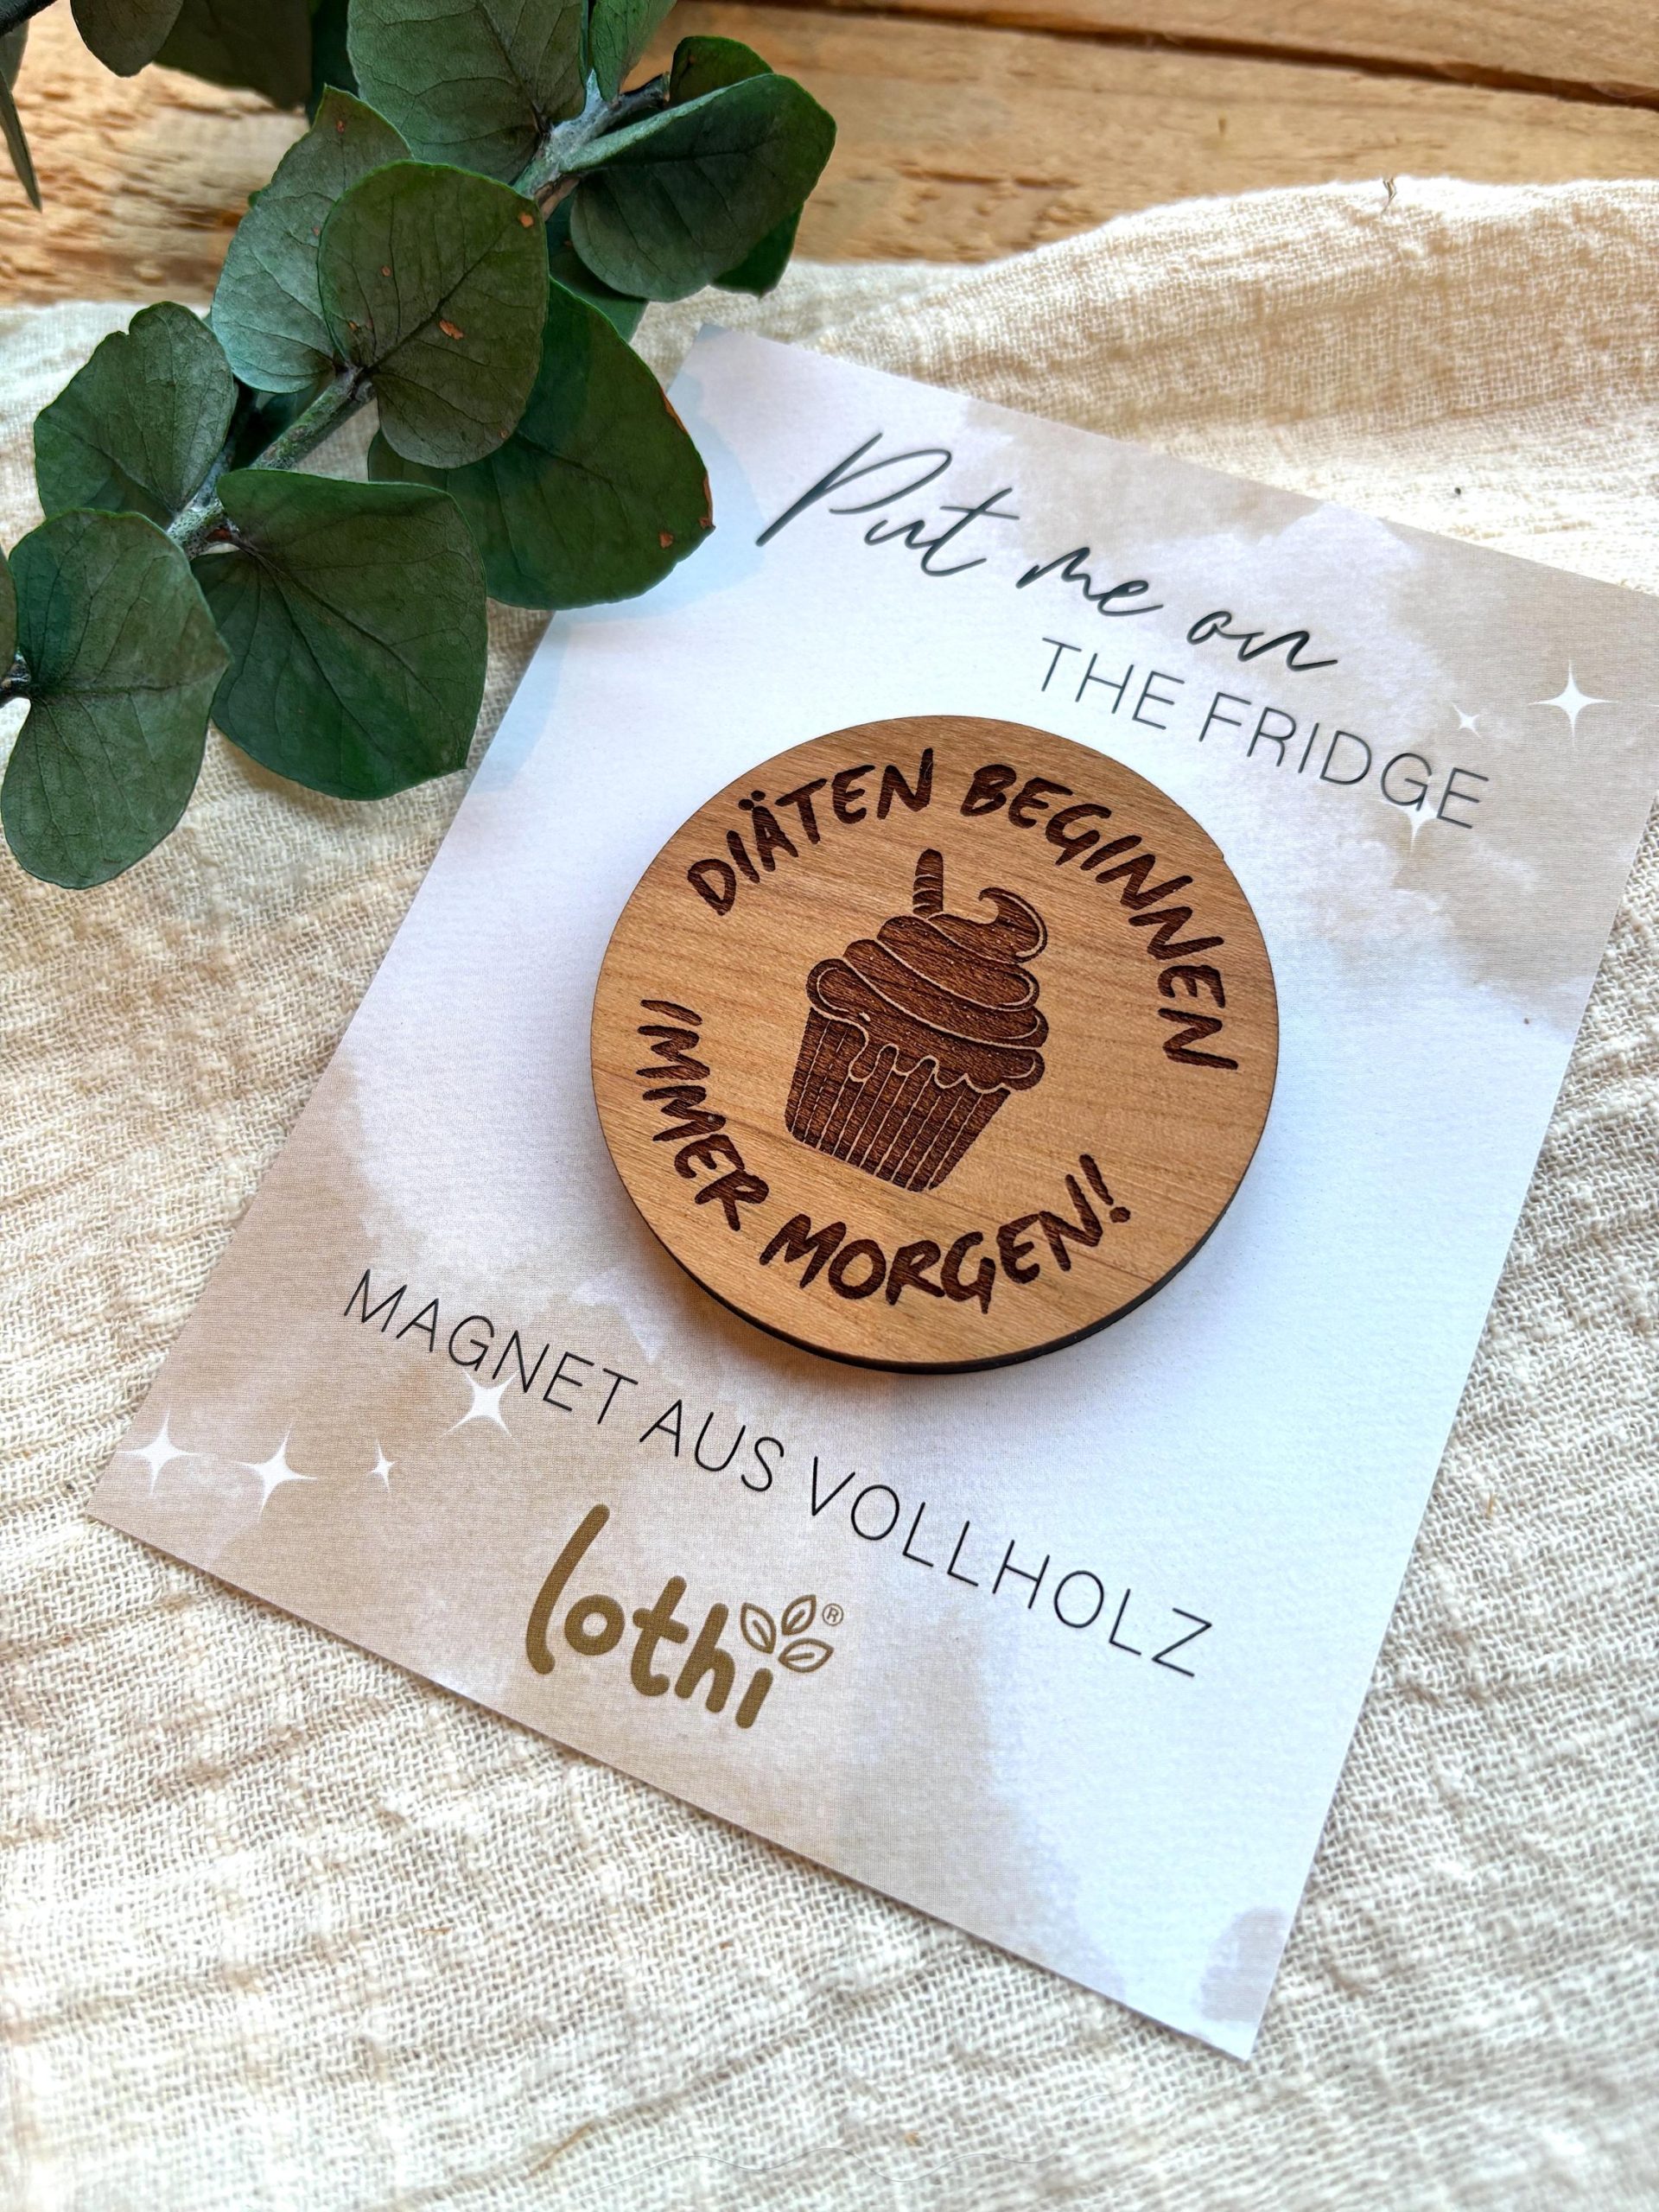 Put me on
THE FRIDGE
DIÄTEN BEGINNEN
IMMER MORGEN!
MAGNET AUS VOLLHOLZ
lothi®